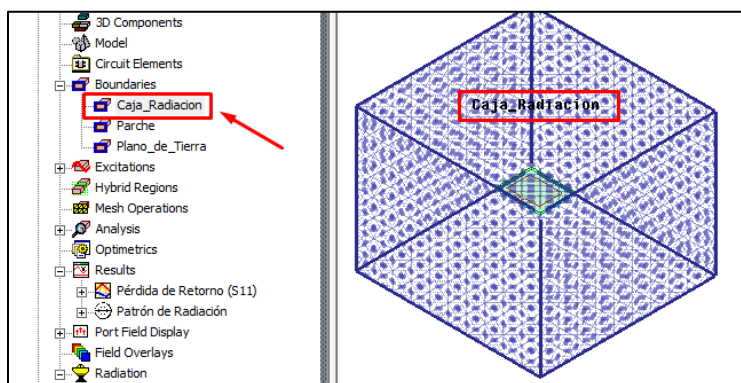 3D Components
Model
Circuit Elements
Boundaries
Caja_Radiacion
Parche
Plano_de_Tierra
Excitations
Hybrid Regions
Mesh Operations
Analysis
Optimetrics
Results
Pérdida de Retorno (S11)
Patrón de Radiación
Port Field Display
Field Overlays
Radiation
Caja_Radiacion